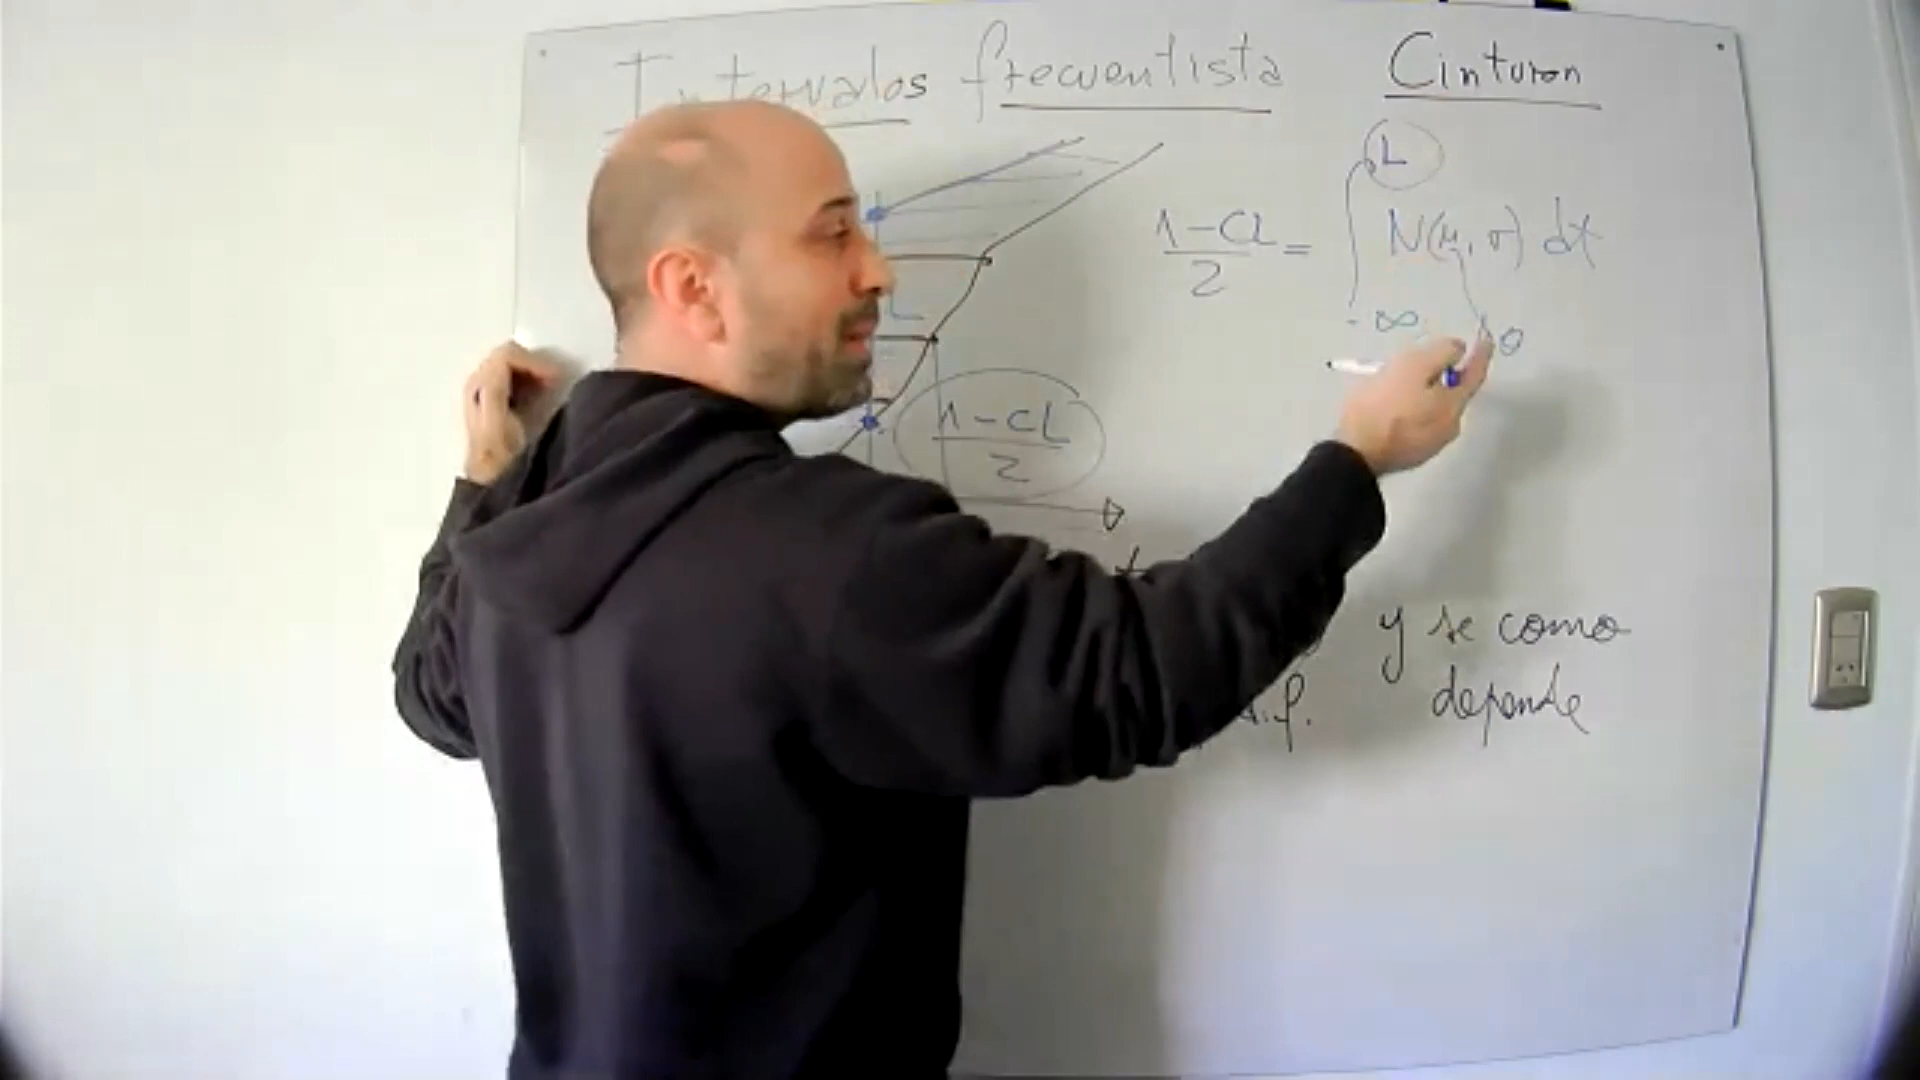 Intervalos frecuentista Cinturon
L
1-CL/2 = ∫ N(μ, σ) dt
-∞ θ
L
1-CL/2
t
y se como
depende